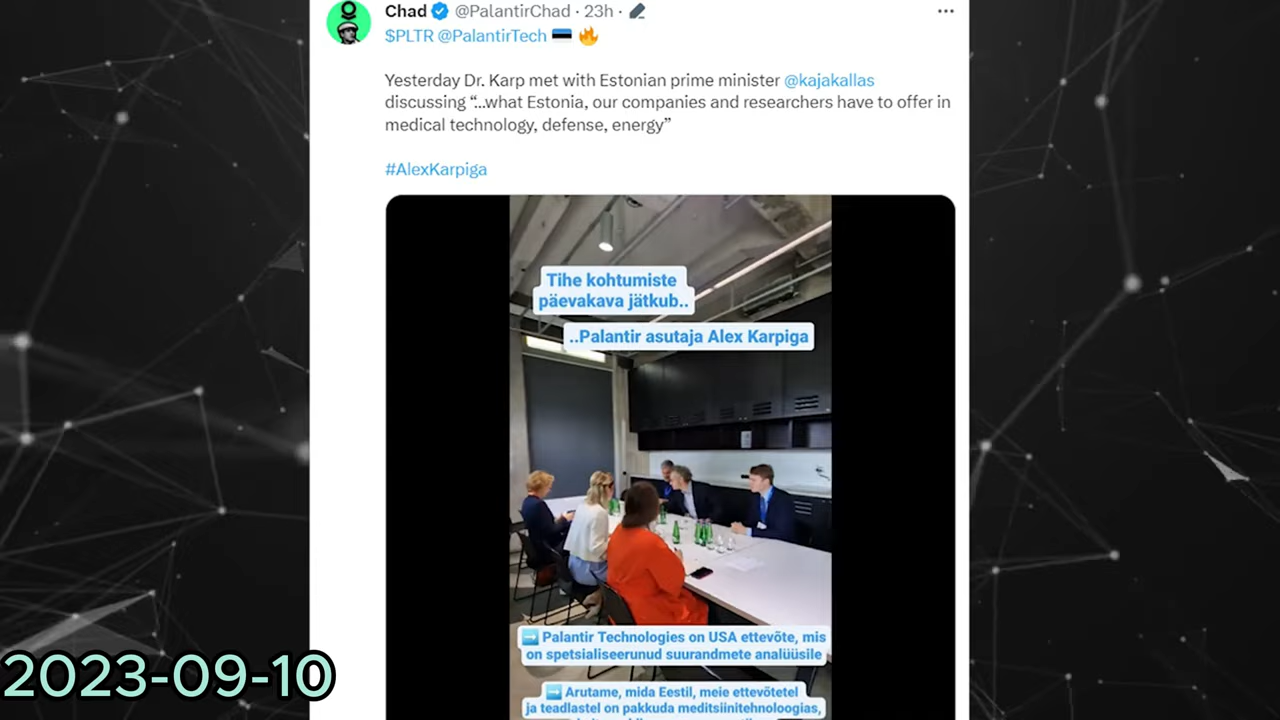 Chad @PalantirChad · 23h ·
$PLTR @PalantirTech
Yesterday Dr. Karp met with Estonian prime minister @kajakallas
discussing “...what Estonia, our companies and researchers have to offer in
medical technology, defense, energy”
#AlexKarpiga
Tihe kohtumiste
päevakava jätkub..
..Palantir asutaja Alex Karpiga
Palantir Technologies on USA ettevõte, mis
on spetsialiseerunud suurandmete analüüsile
Arutame, mida Eestil, meie ettevõtetel
ja teadlastel on pakkuda meditsiinitehnoloogias,
2023-09-10